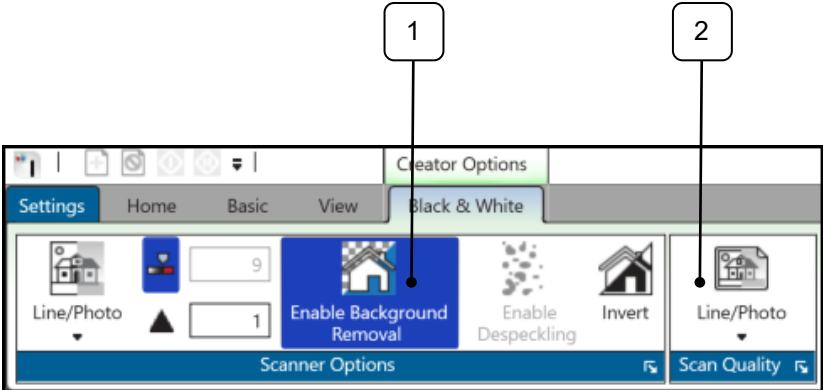 1
2
Creator Options
Settings Home Basic View Black & White
Line/Photo
9
1
Enable Background
Removal
Enable
Despeckling
Invert
Line/Photo
Scanner Options
Scan Quality